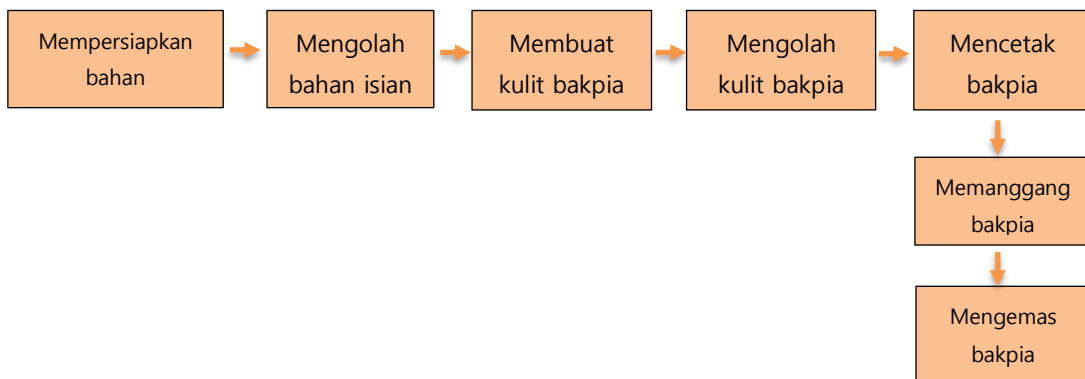 Mempersiapkan
bahan
Mengolah
bahan isian
Membuat
kulit bakpia
Mengolah
kulit bakpia
Mencetak
bakpia
Memanggang
bakpia
Mengemas
bakpia